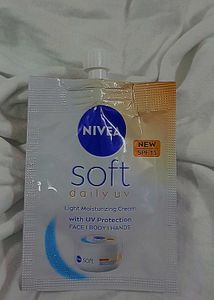 NIVEA
NEW
SPF 15
soft
daily uv
Light Moisturizing Cream
with UV Protection
FACE | BODY | HANDS
soft